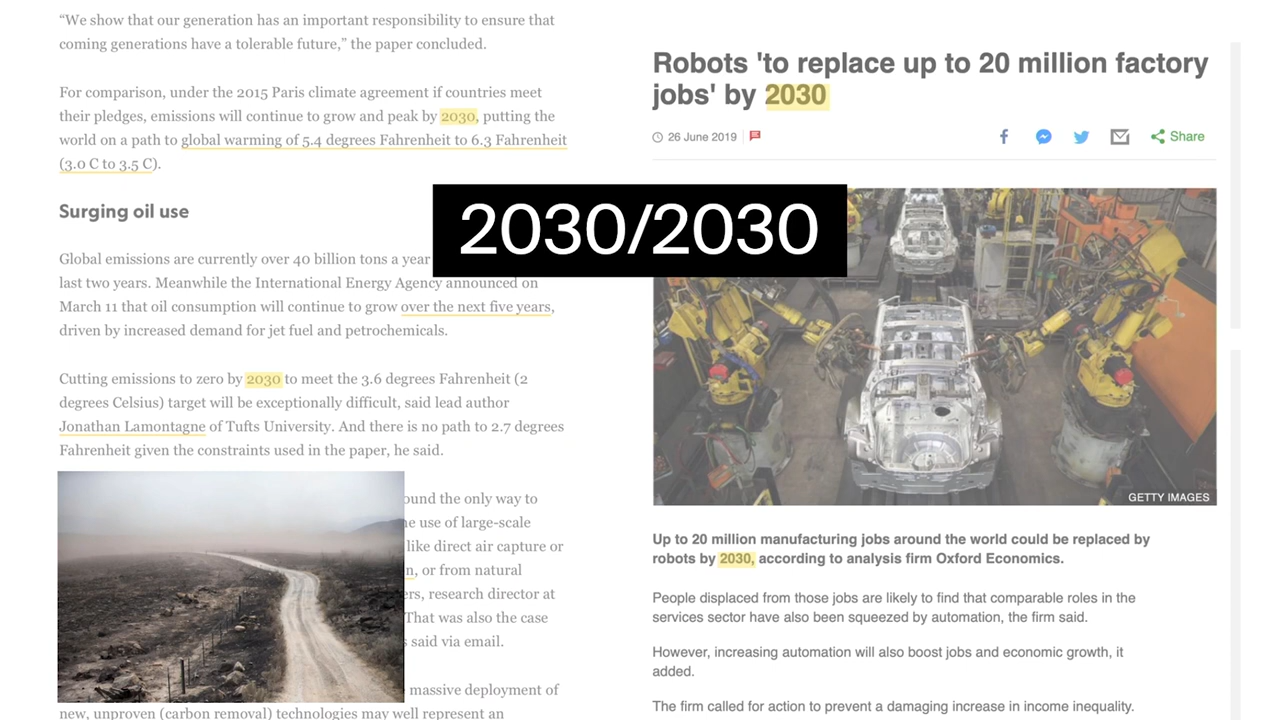 “We show that our generation has an important responsibility to ensure that
coming generations have a tolerable future,” the paper concluded.
For comparison, under the 2015 Paris climate agreement if countries meet
their pledges, emissions will continue to grow and peak by 2030, putting the
world on a path to global warming of 5.4 degrees Fahrenheit to 6.3 Fahrenheit
(3.0 C to 3.5 C).
Surging oil use
Global emissions are currently over 40 billion tons a year
last two years. Meanwhile the International Energy Agency announced on
March 11 that oil consumption will continue to grow over the next five years,
driven by increased demand for jet fuel and petrochemicals.
Cutting emissions to zero by 2030 to meet the 3.6 degrees Fahrenheit (2
degrees Celsius) target will be exceptionally difficult, said lead author
Jonathan Lamontagne of Tufts University. And there is no path to 2.7 degrees
Fahrenheit given the constraints used in the paper, he said.
the only way to
use of large-scale
like direct air capture or
, or from natural
, research director at
That was also the case
said via email.
massive deployment of
new, unproven (carbon removal) technologies may well represent an
2030/2030
Robots 'to replace up to 20 million factory
jobs' by 2030
26 June 2019
Share
GETTY IMAGES
Up to 20 million manufacturing jobs around the world could be replaced by
robots by 2030, according to analysis firm Oxford Economics.
People displaced from those jobs are likely to find that comparable roles in the
services sector have also been squeezed by automation, the firm said.
However, increasing automation will also boost jobs and economic growth, it
added.
The firm called for action to prevent a damaging increase in income inequality.